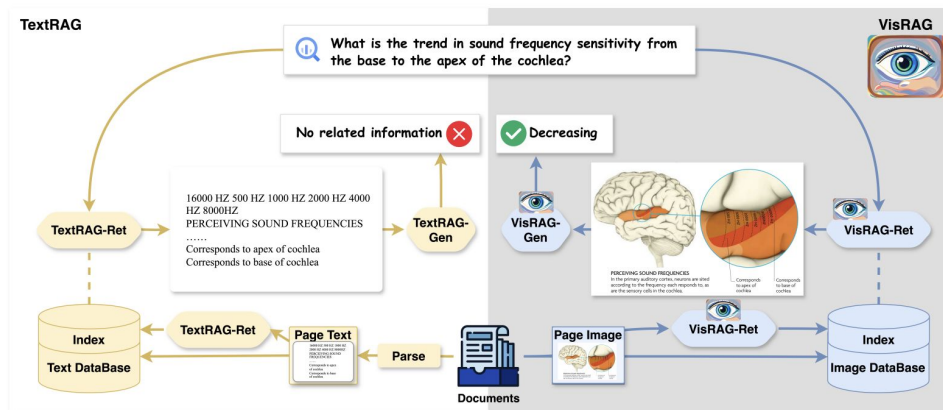 TextRAG
VisRAG
What is the trend in sound frequency sensitivity from
the base to the apex of the cochlea?
No related information
Decreasing
16000 HZ 500 HZ 1000 HZ 2000 HZ 4000
HZ 8000HZ
PERCEIVING SOUND FREQUENCIES
……
Corresponds to apex of cochlea
Corresponds to base of cochlea
TextRAG-Ret
TextRAG-
Gen
VisRAG-
Gen
VisRAG-Ret
PERCEIVING SOUND FREQUENCIES
In the primary auditory cortex, neurons are sited
according to the frequency each responds to, as
are the sensory cells in the cochlea.
Corresponds
to apex of
cochlea
Corresponds
to base of
cochlea
TextRAG-Ret
Page Text
Parse
Page Image
VisRAG-Ret
Index
Text DataBase
Documents
Index
Image DataBase